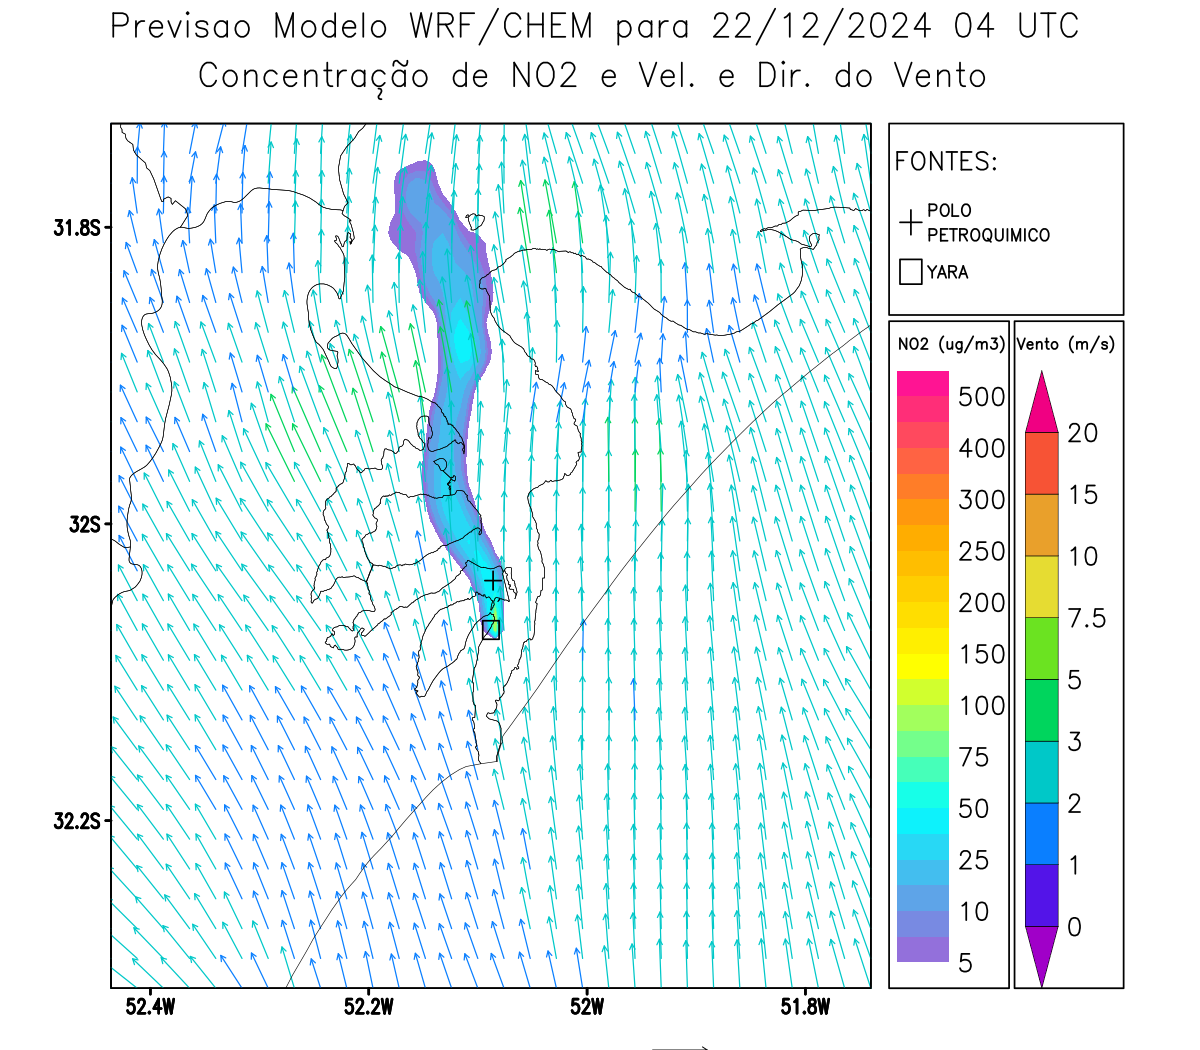 Previsao Modelo WRF/CHEM para 22/12/2024 04 UTC
Concentração de NO2 e Vel. e Dir. do Vento
FONTES:
POLO
PETROQUIMICO
YARA
NO2 (ug/m3)
500
400
300
250
200
150
100
75
50
25
10
5
Vento (m/s)
20
15
10
7.5
5
3
2
1
0
31.8S
32S
32.2S
52.4W
52.2W
52W
51.8W